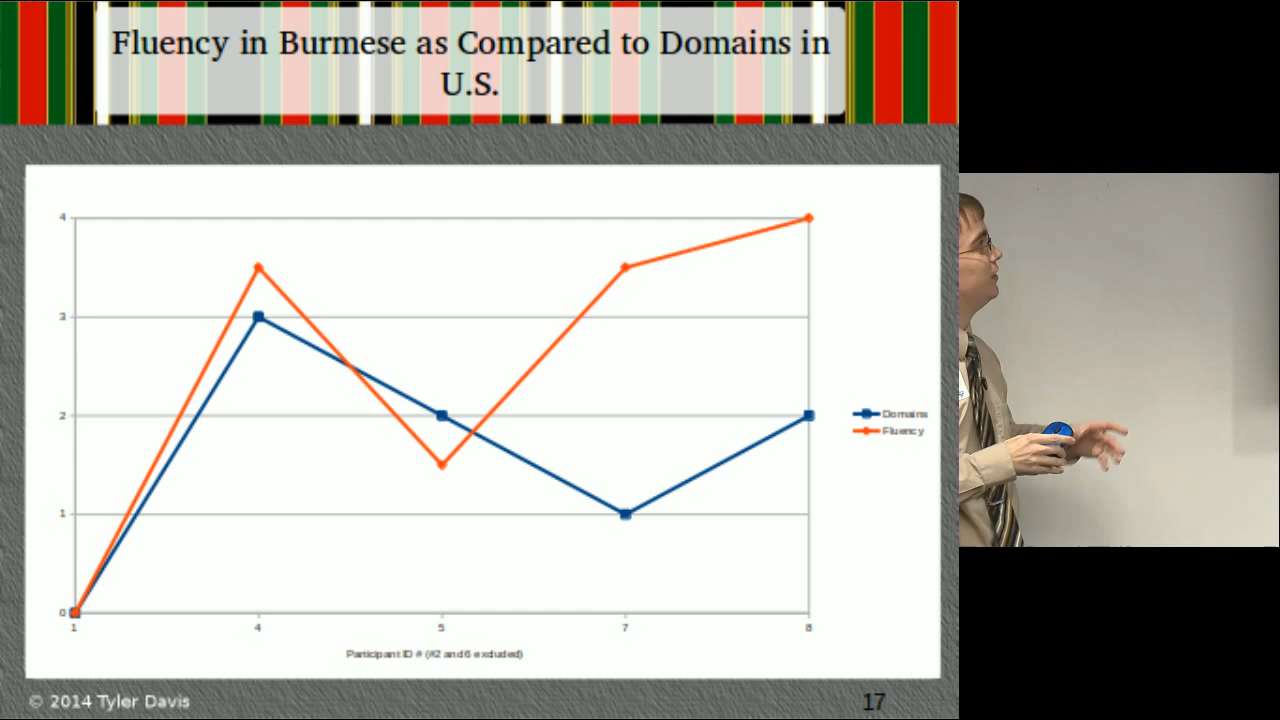 Fluency in Burmese as Compared to Domains in
U.S.
4
3
2
1
0
1 4 5 7 8
Participant ID # (#2 and 6 excluded)
Domains
Fluency
© 2014 Tyler Davis
17